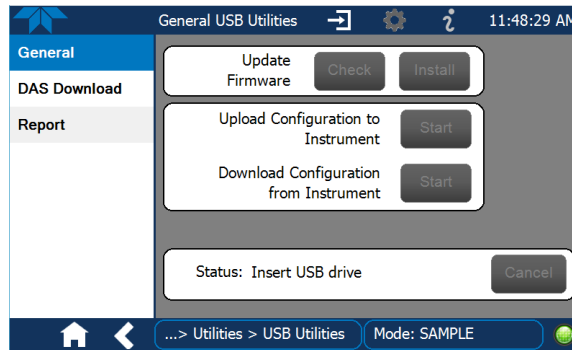 General USB Utilities
11:48:29 AM
General
DAS Download
Report
Update
Firmware
Check
Install
Upload Configuration to
Instrument
Start
Download Configuration
from Instrument
Start
Status: Insert USB drive
Cancel
...> Utilities > USB Utilities
Mode: SAMPLE